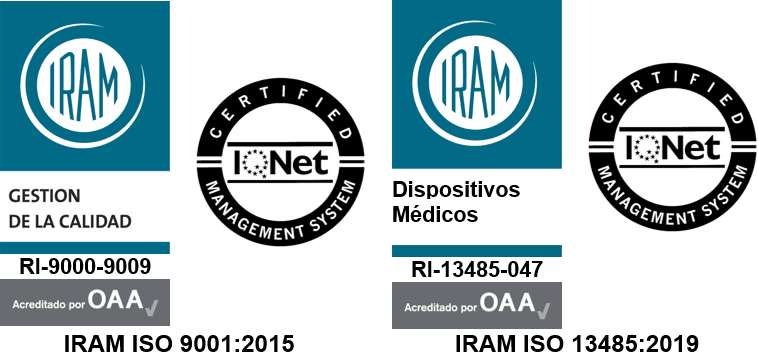 IRAM
GESTION
DE LA CALIDAD
RI-9000-9009
Acreditado por OAA
CERTIFIED
IQNet
MANAGEMENT SYSTEM
IRAM ISO 9001:2015
IRAM
Dispositivos
Médicos
RI-13485-047
Acreditado por OAA
CERTIFIED
IQNet
MANAGEMENT SYSTEM
IRAM ISO 13485:2019